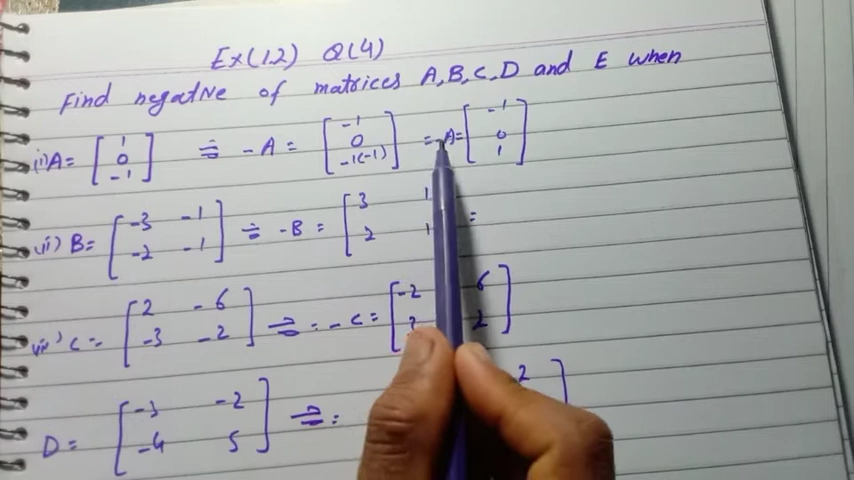 Ex(1.2) Q(4)
Find negative of matrices A,B,C,D and E when
(i) A= [1 0 -1] ⇒ -A = [-1 0 -1(-1)] = -A= [-1 0 1]
(ii) B= [-3 -1 -2 -1] ÷ -B = [3 1 2 1] =
(iii) C= [2 -6 -3 -2] ⇒ -C = [-2 6 2]
D= [-3 -2 -4 5] ⇒ 2